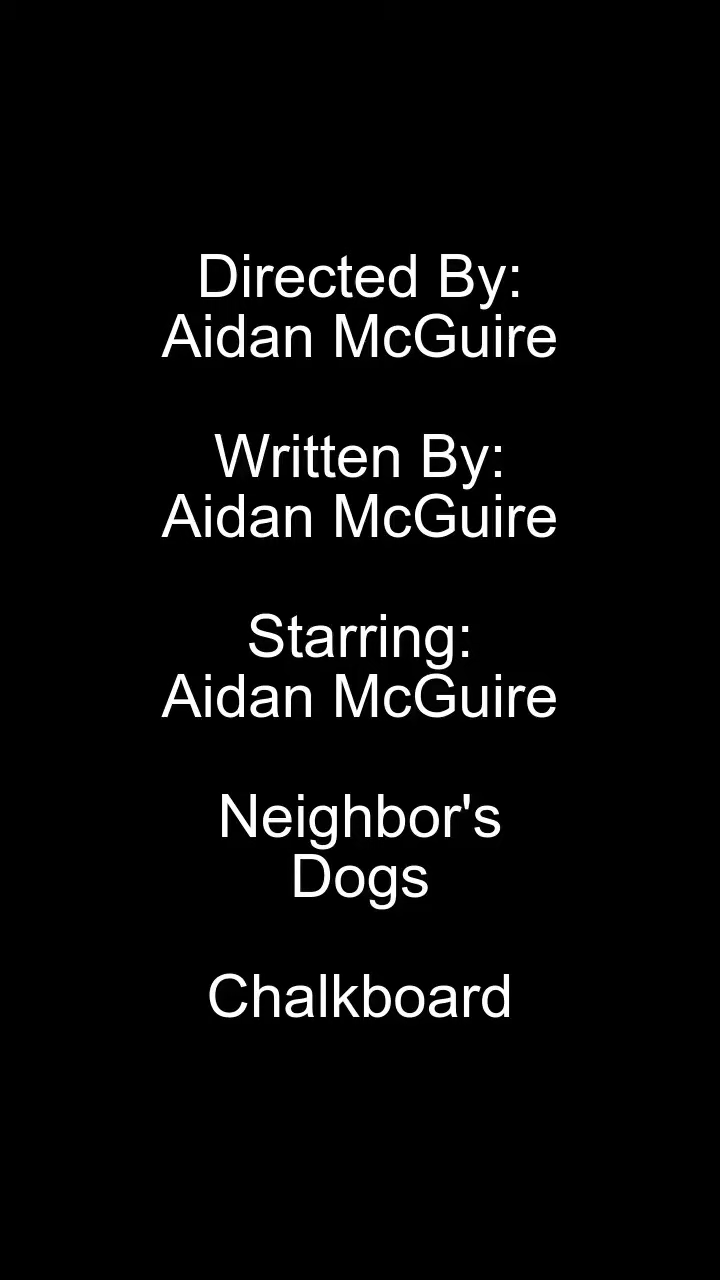 Directed By:
Aidan McGuire
Written By:
Aidan McGuire
Starring:
Aidan McGuire
Neighbor's
Dogs
Chalkboard